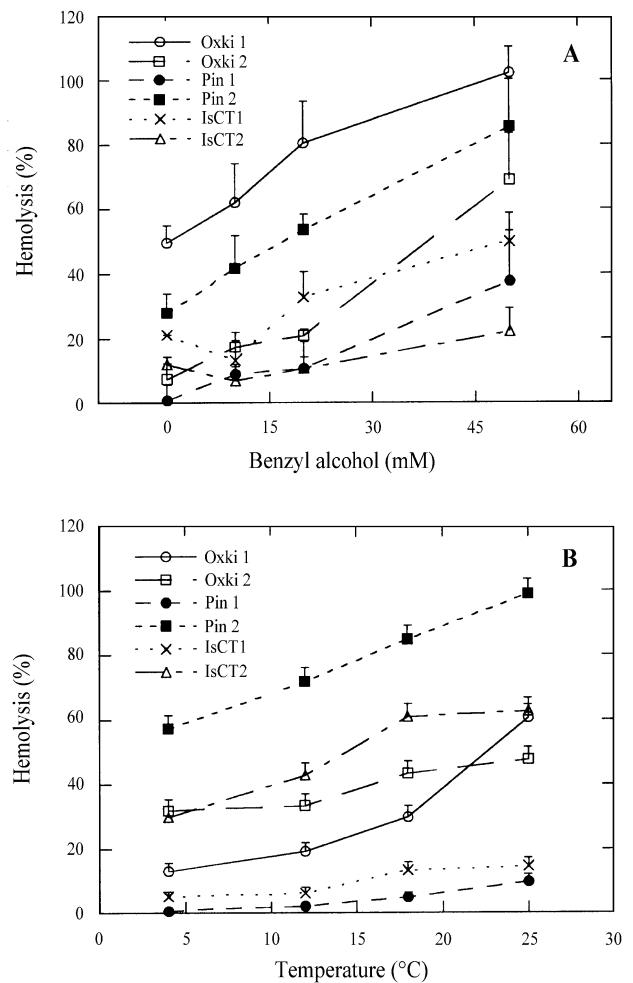 120
100
80
60
40
20
0
Hemolysis (%)
Oxki 1
Oxki 2
Pin 1
Pin 2
IsCT1
IsCT2
A
0
15
30
45
60
Benzyl alcohol (mM)
120
100
80
60
40
20
0
Hemolysis (%)
Oxki 1
Oxki 2
Pin 1
Pin 2
IsCT1
IsCT2
B
0
5
10
15
20
25
30
Temperature (°C)